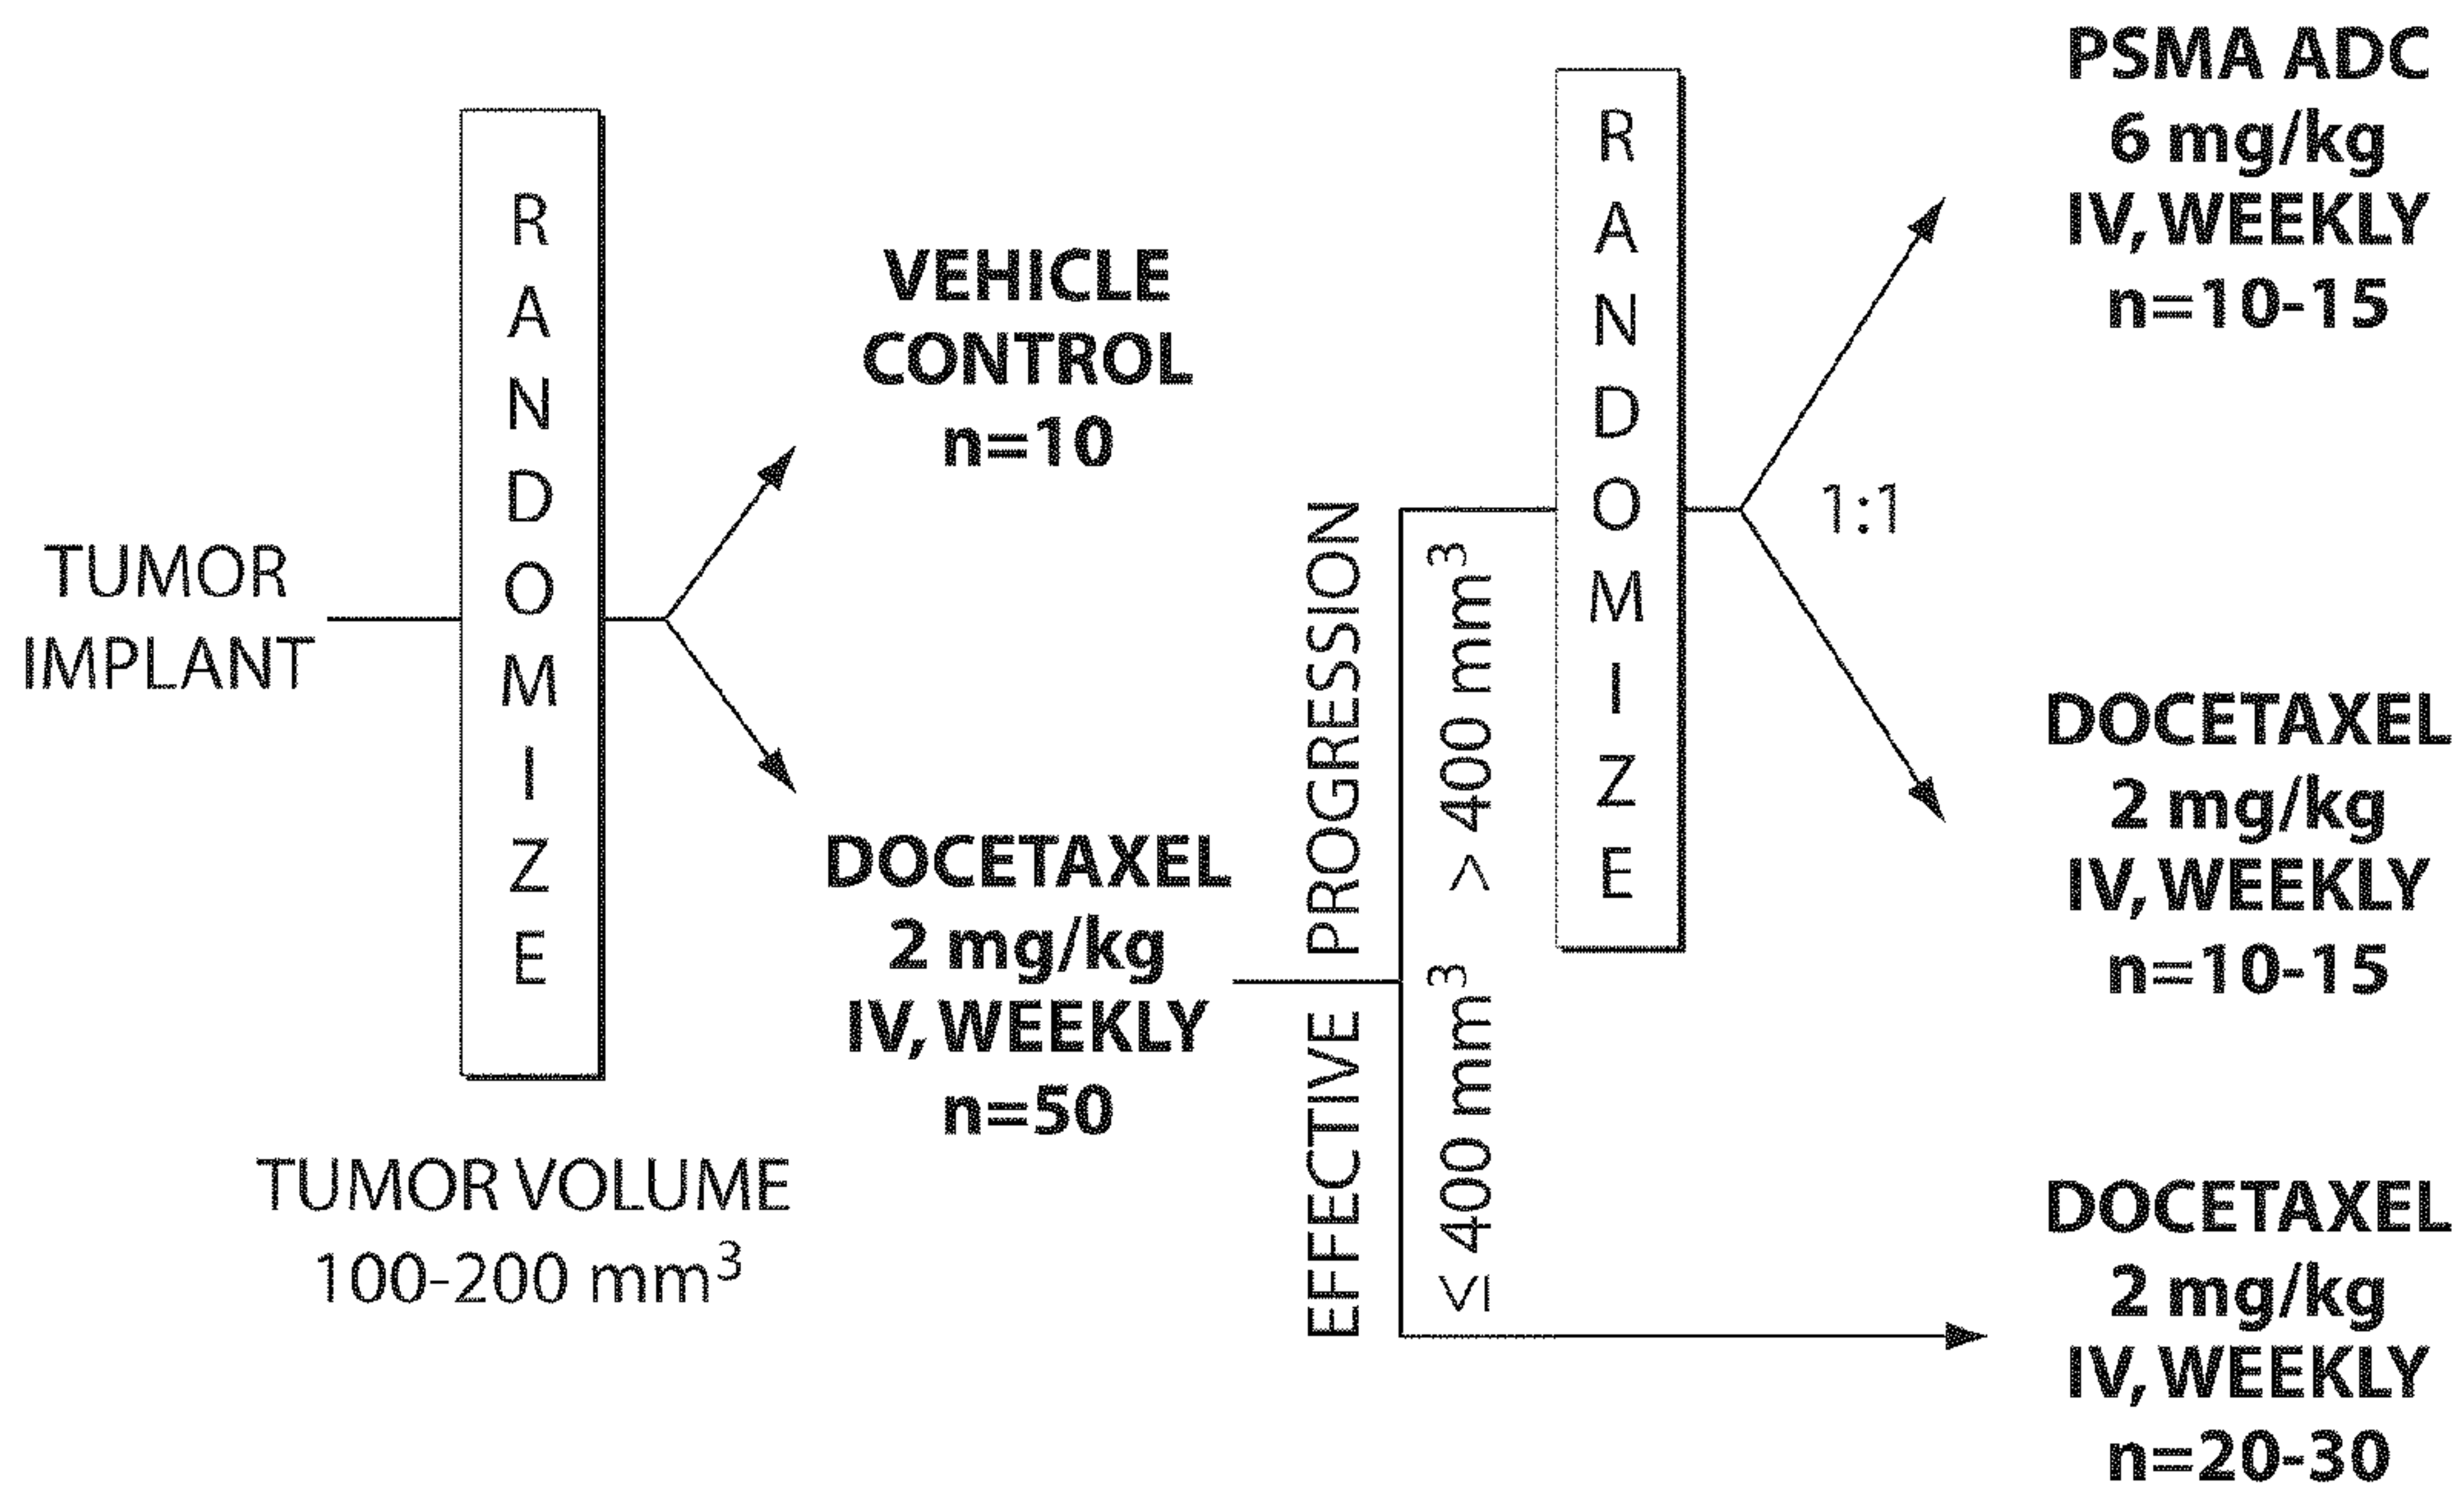 TUMOR
IMPLANT
RANDOMIZE
TUMOR VOLUME
100-200 mm³
VEHICLE
CONTROL
n=10
DOCETAXEL
2 mg/kg
IV, WEEKLY
n=50
PROGRESSION
> 400 mm³
EFFECTIVE
≤ 400 mm³
RANDOMIZE
1:1
PSMA ADC
6 mg/kg
IV, WEEKLY
n=10-15
DOCETAXEL
2 mg/kg
IV, WEEKLY
n=10-15
DOCETAXEL
2 mg/kg
IV, WEEKLY
n=20-30